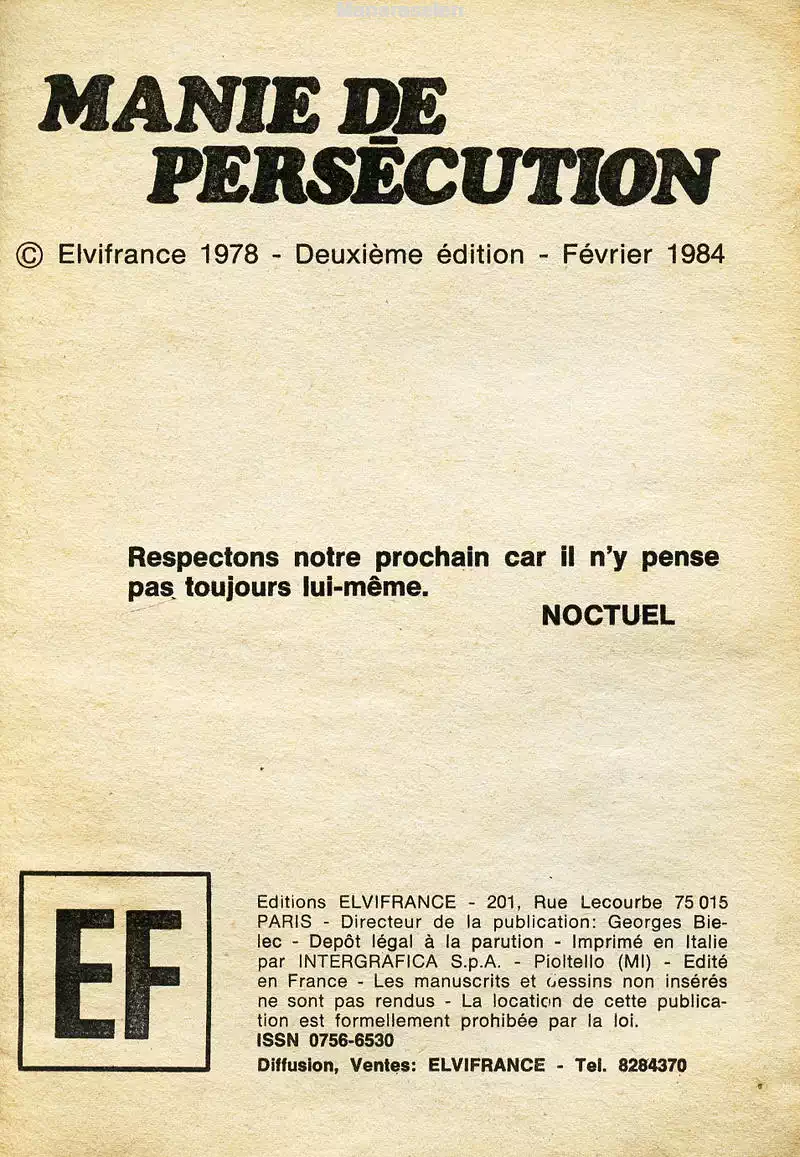 MANIE DE
PERSÉCUTION
© Elvifrance 1978 - Deuxième édition - Février 1984
Respectons notre prochain car il n'y pense
pas toujours lui-même.
NOCTUEL
EF
Editions ELVIFRANCE - 201, Rue Lecourbe 75 015
PARIS - Directeur de la publication: Georges Bie-
lec - Depôt légal à la parution - Imprimé en Italie
par INTERGRAFICA S.p.A. - Pioltello (MI) - Edité
en France - Les manuscrits et dessins non insérés
ne sont pas rendus - La location de cette publica-
tion est formellement prohibée par la loi.
ISSN 0756-6530
Diffusion, Ventes: ELVIFRANCE - Tel. 8284370